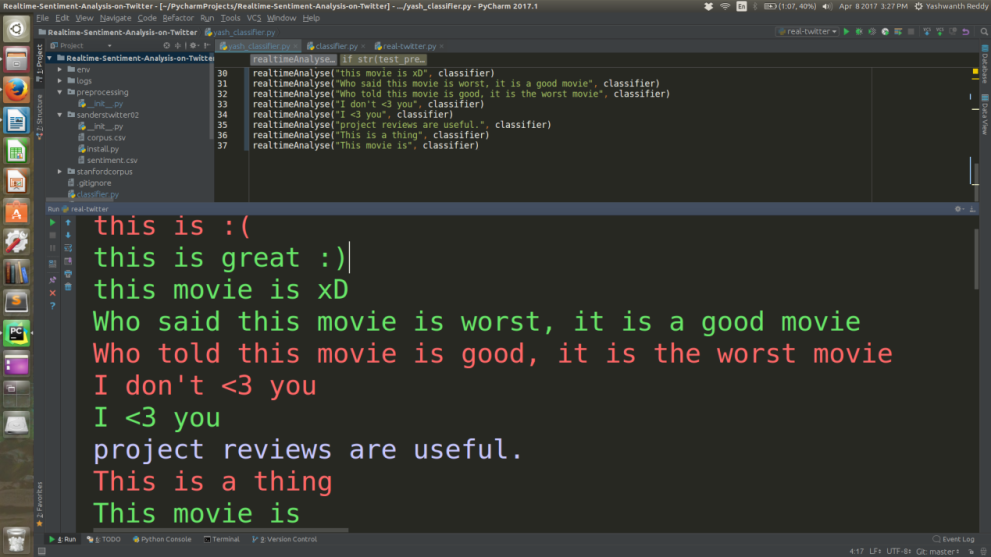 Realtime-Sentiment-Analysis-on-Twitter - [~/PycharmProjects/Realtime-Sentiment-Analysis-on-Twitter] - .../yash_classifier.py - PyCharm 2017.1
En (1:07, 40%) Apr 8 2017 3:27 PM Yashwanth Reddy
File Edit View Navigate Code Refactor Run Tools VCS Window Help
Realtime-Sentiment-Analysis-on-Twitter yash_classifier.py
real-twitter
Project
yash_classifier.py classifier.py real-twitter.py
Realtime-Sentiment-Analysis-on-Twitter
env
logs
preprocessing
__init__.py
sanderstwitter02
__init__.py
corpus.csv
install.py
sentiment.csv
stanfordcorpus
.gitignore
classifier.py
realtimeAnalyse... if str(test_pre...
30 realtimeAnalyse("this movie is xD", classifier)
31 realtimeAnalyse("Who said this movie is worst, it is a good movie", classifier)
32 realtimeAnalyse("Who told this movie is good, it is the worst movie", classifier)
33 realtimeAnalyse("I don't <3 you", classifier)
34 realtimeAnalyse("I <3 you", classifier)
35 realtimeAnalyse("project reviews are useful.", classifier)
36 realtimeAnalyse("This is a thing", classifier)
37 realtimeAnalyse("This movie is", classifier)
1: Project
7: Structure
2: Favorites
Database
Data View
Run real-twitter
this is :(
this is great :)
this movie is xD
Who said this movie is worst, it is a good movie
Who told this movie is good, it is the worst movie
I don't <3 you
I <3 you
project reviews are useful.
This is a thing
This movie is
4: Run 6: TODO Python Console Terminal 9: Version Control Event Log
4:17 LF÷ UTF-8÷ Git: master÷